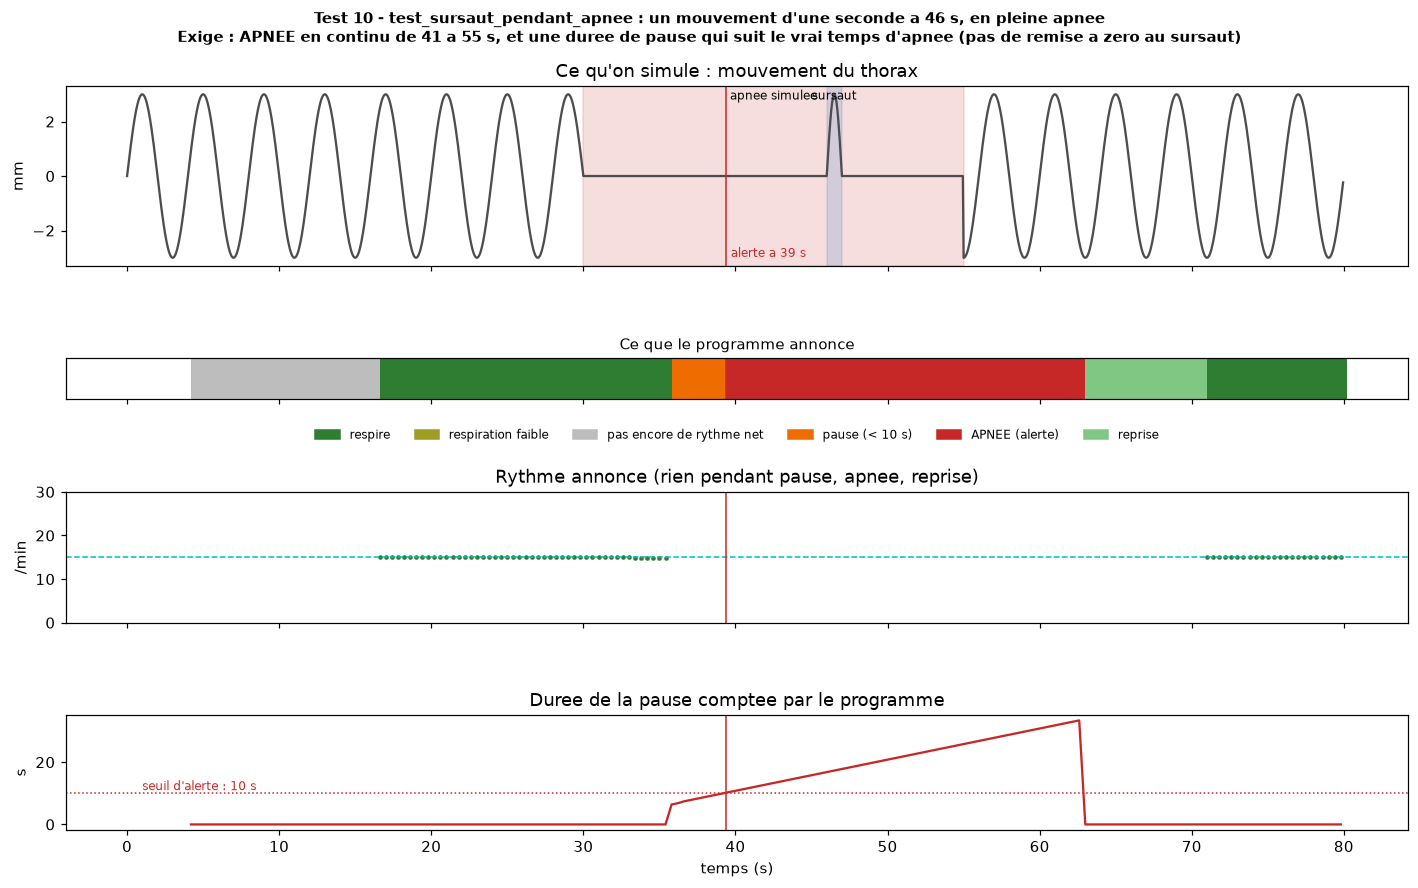 Test 10 - test_sursaut_pendant_apnee : un mouvement d'une seconde a 46 s, en pleine apnee
Exige : APNEE en continu de 41 a 55 s, et une duree de pause qui suit le vrai temps d'apnee (pas de remise a zero au sursaut)
Ce qu'on simule : mouvement du thorax
apnee simulee
sursaut
2
0
−2
mm
alerte a 39 s
Ce que le programme annonce
respire
respiration faible
pas encore de rythme net
pause (< 10 s)
APNEE (alerte)
reprise
Rythme annonce (rien pendant pause, apnee, reprise)
30
20
10
0
/min
Duree de la pause comptee par le programme
20
0
s
seuil d'alerte : 10 s
0 10 20 30 40 50 60 70 80
temps (s)